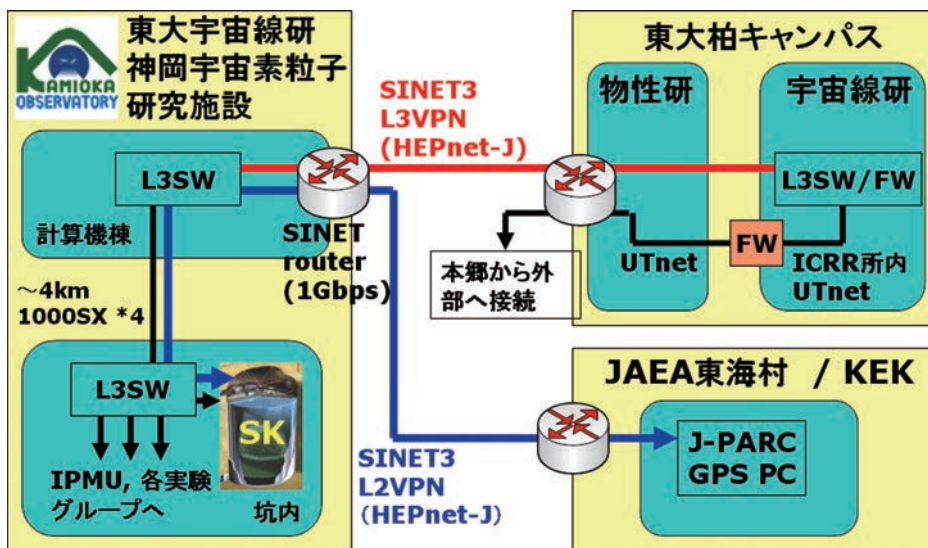 KAMIOKA
OBSERVATORY
東大宇宙線研
神岡宇宙素粒子
研究施設
L3SW
計算機棟
～4km
1000SX *4
L3SW
SK
IPMU, 各実験
グループへ
坑内
SINET3
L3VPN
(HEPnet-J)
SINET
router
(1Gbps)
SINET3
L2VPN
(HEPnet-J)
東大柏キャンパス
物性研
宇宙線研
L3SW/FW
FW
UTnet
ICRR所内
UTnet
本郷から外
部へ接続
JAEA東海村 / KEK
J-PARC
GPS PC